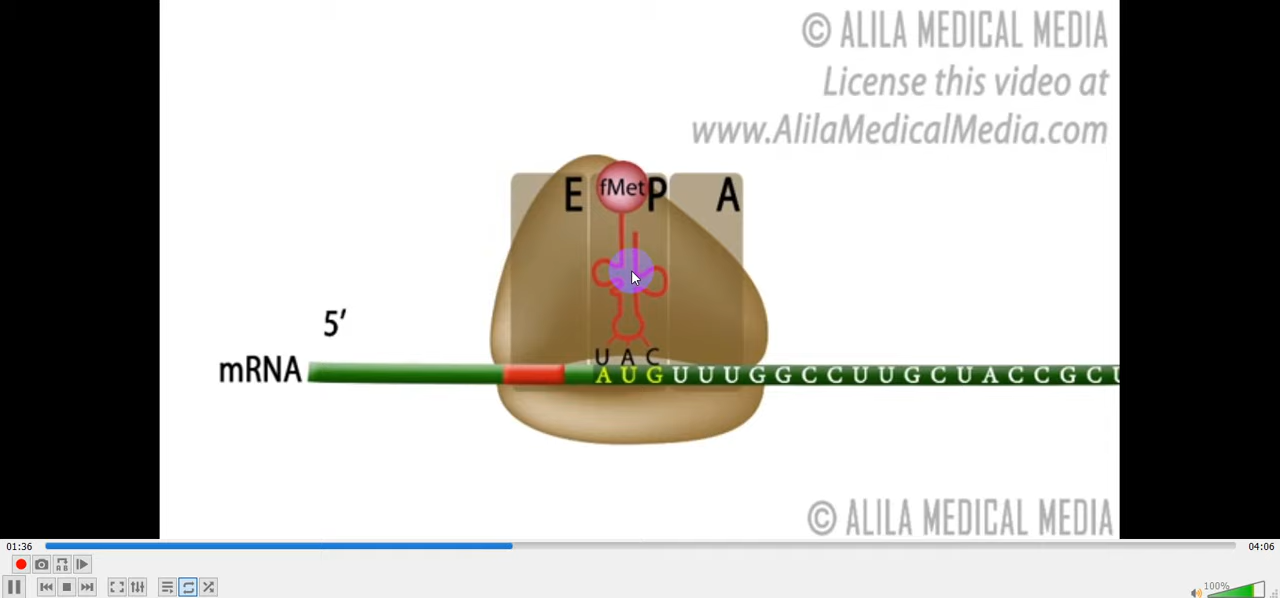 © ALILA MEDICAL MEDIA
License this video at
www.AlilaMedicalMedia.com
E fMet P A
5’
U A C
mRNA
AUGUUUGGCCUUGCUACCGCU
© ALILA MEDICAL MEDIA
01:36
04:06
A B
100%